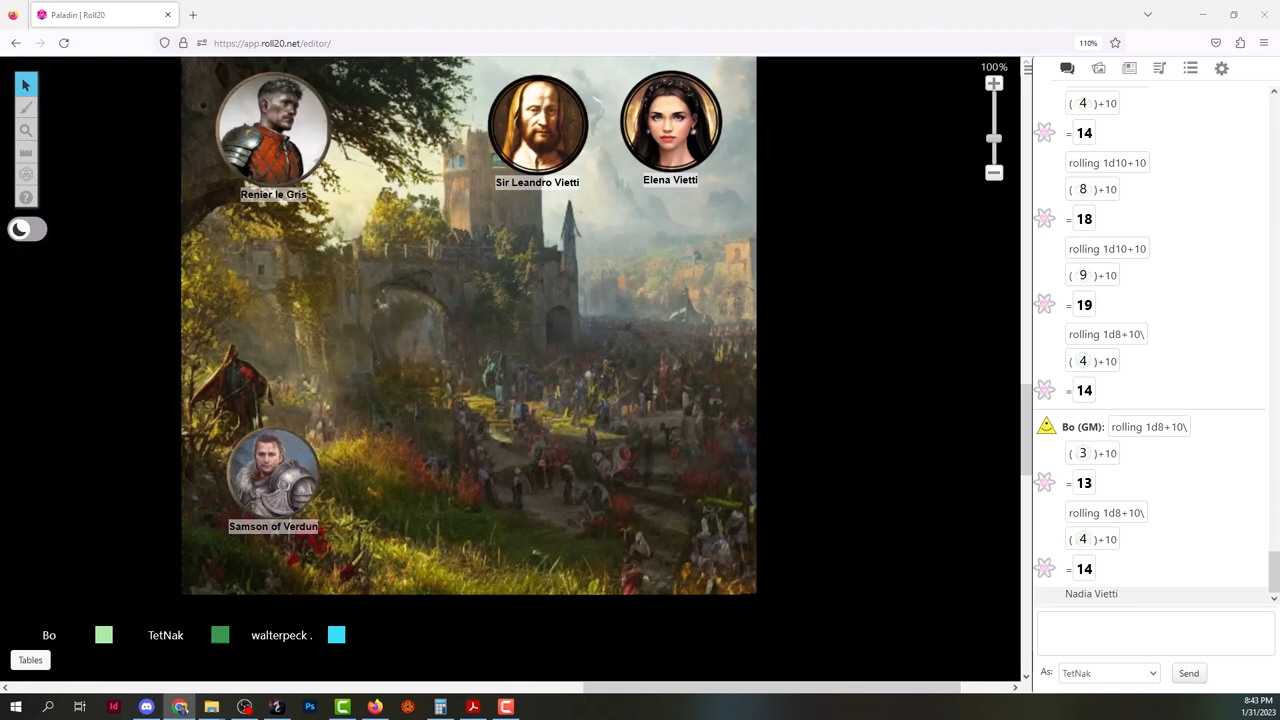 Paladin | Roll20
https://app.roll20.net/editor/
110%
100%
Renier le Gris
Sir Leandro Vietti
Elena Vietti
Samson of Verdun
( 4 )+10
= 14
rolling 1d10+10
( 8 )+10
= 18
rolling 1d10+10
( 9 )+10
= 19
rolling 1d8+10\
( 4 )+10
= 14
Bo (GM): rolling 1d8+10\
( 3 )+10
= 13
rolling 1d8+10\
( 4 )+10
= 14
Nadia Vietti
Bo
TetNak
walterpeck .
Tables
As: TetNak
Send
Id
Ps
8:43 PM
1/31/2023